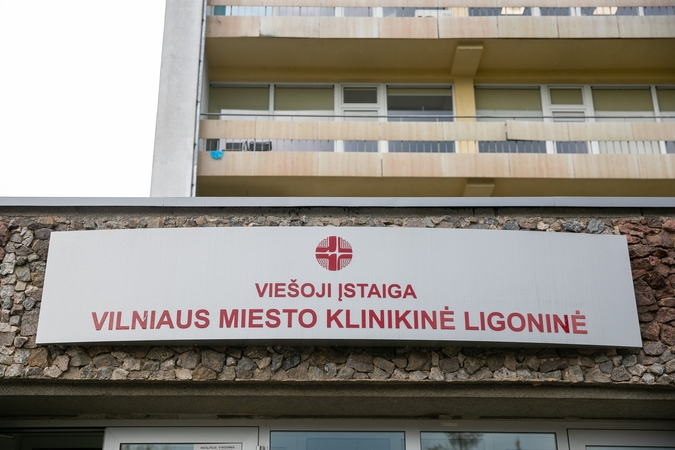 VIEŠOJI ĮSTAIGA
VILNIAUS MIESTO KLINIKINĖ LIGONINĖ